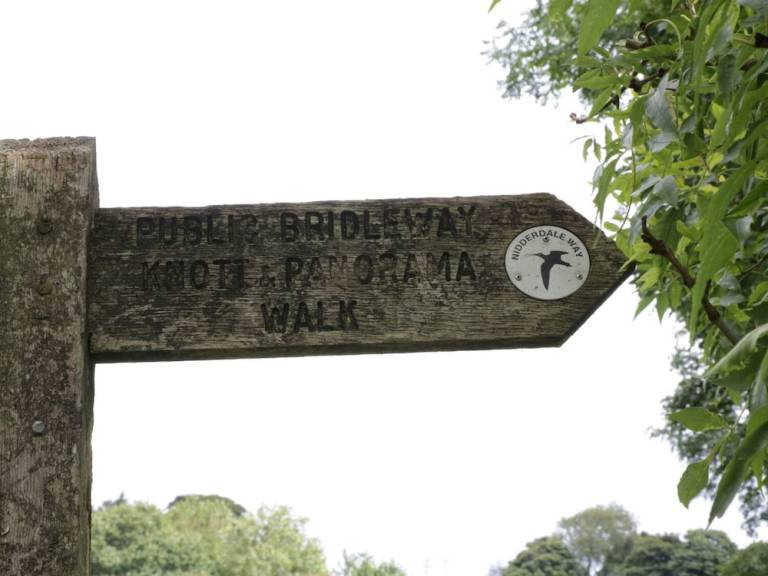 PUBLIC BRIDLEWAY
KNOTT & PANORAMA
WALK
NIDDERDALE WAY